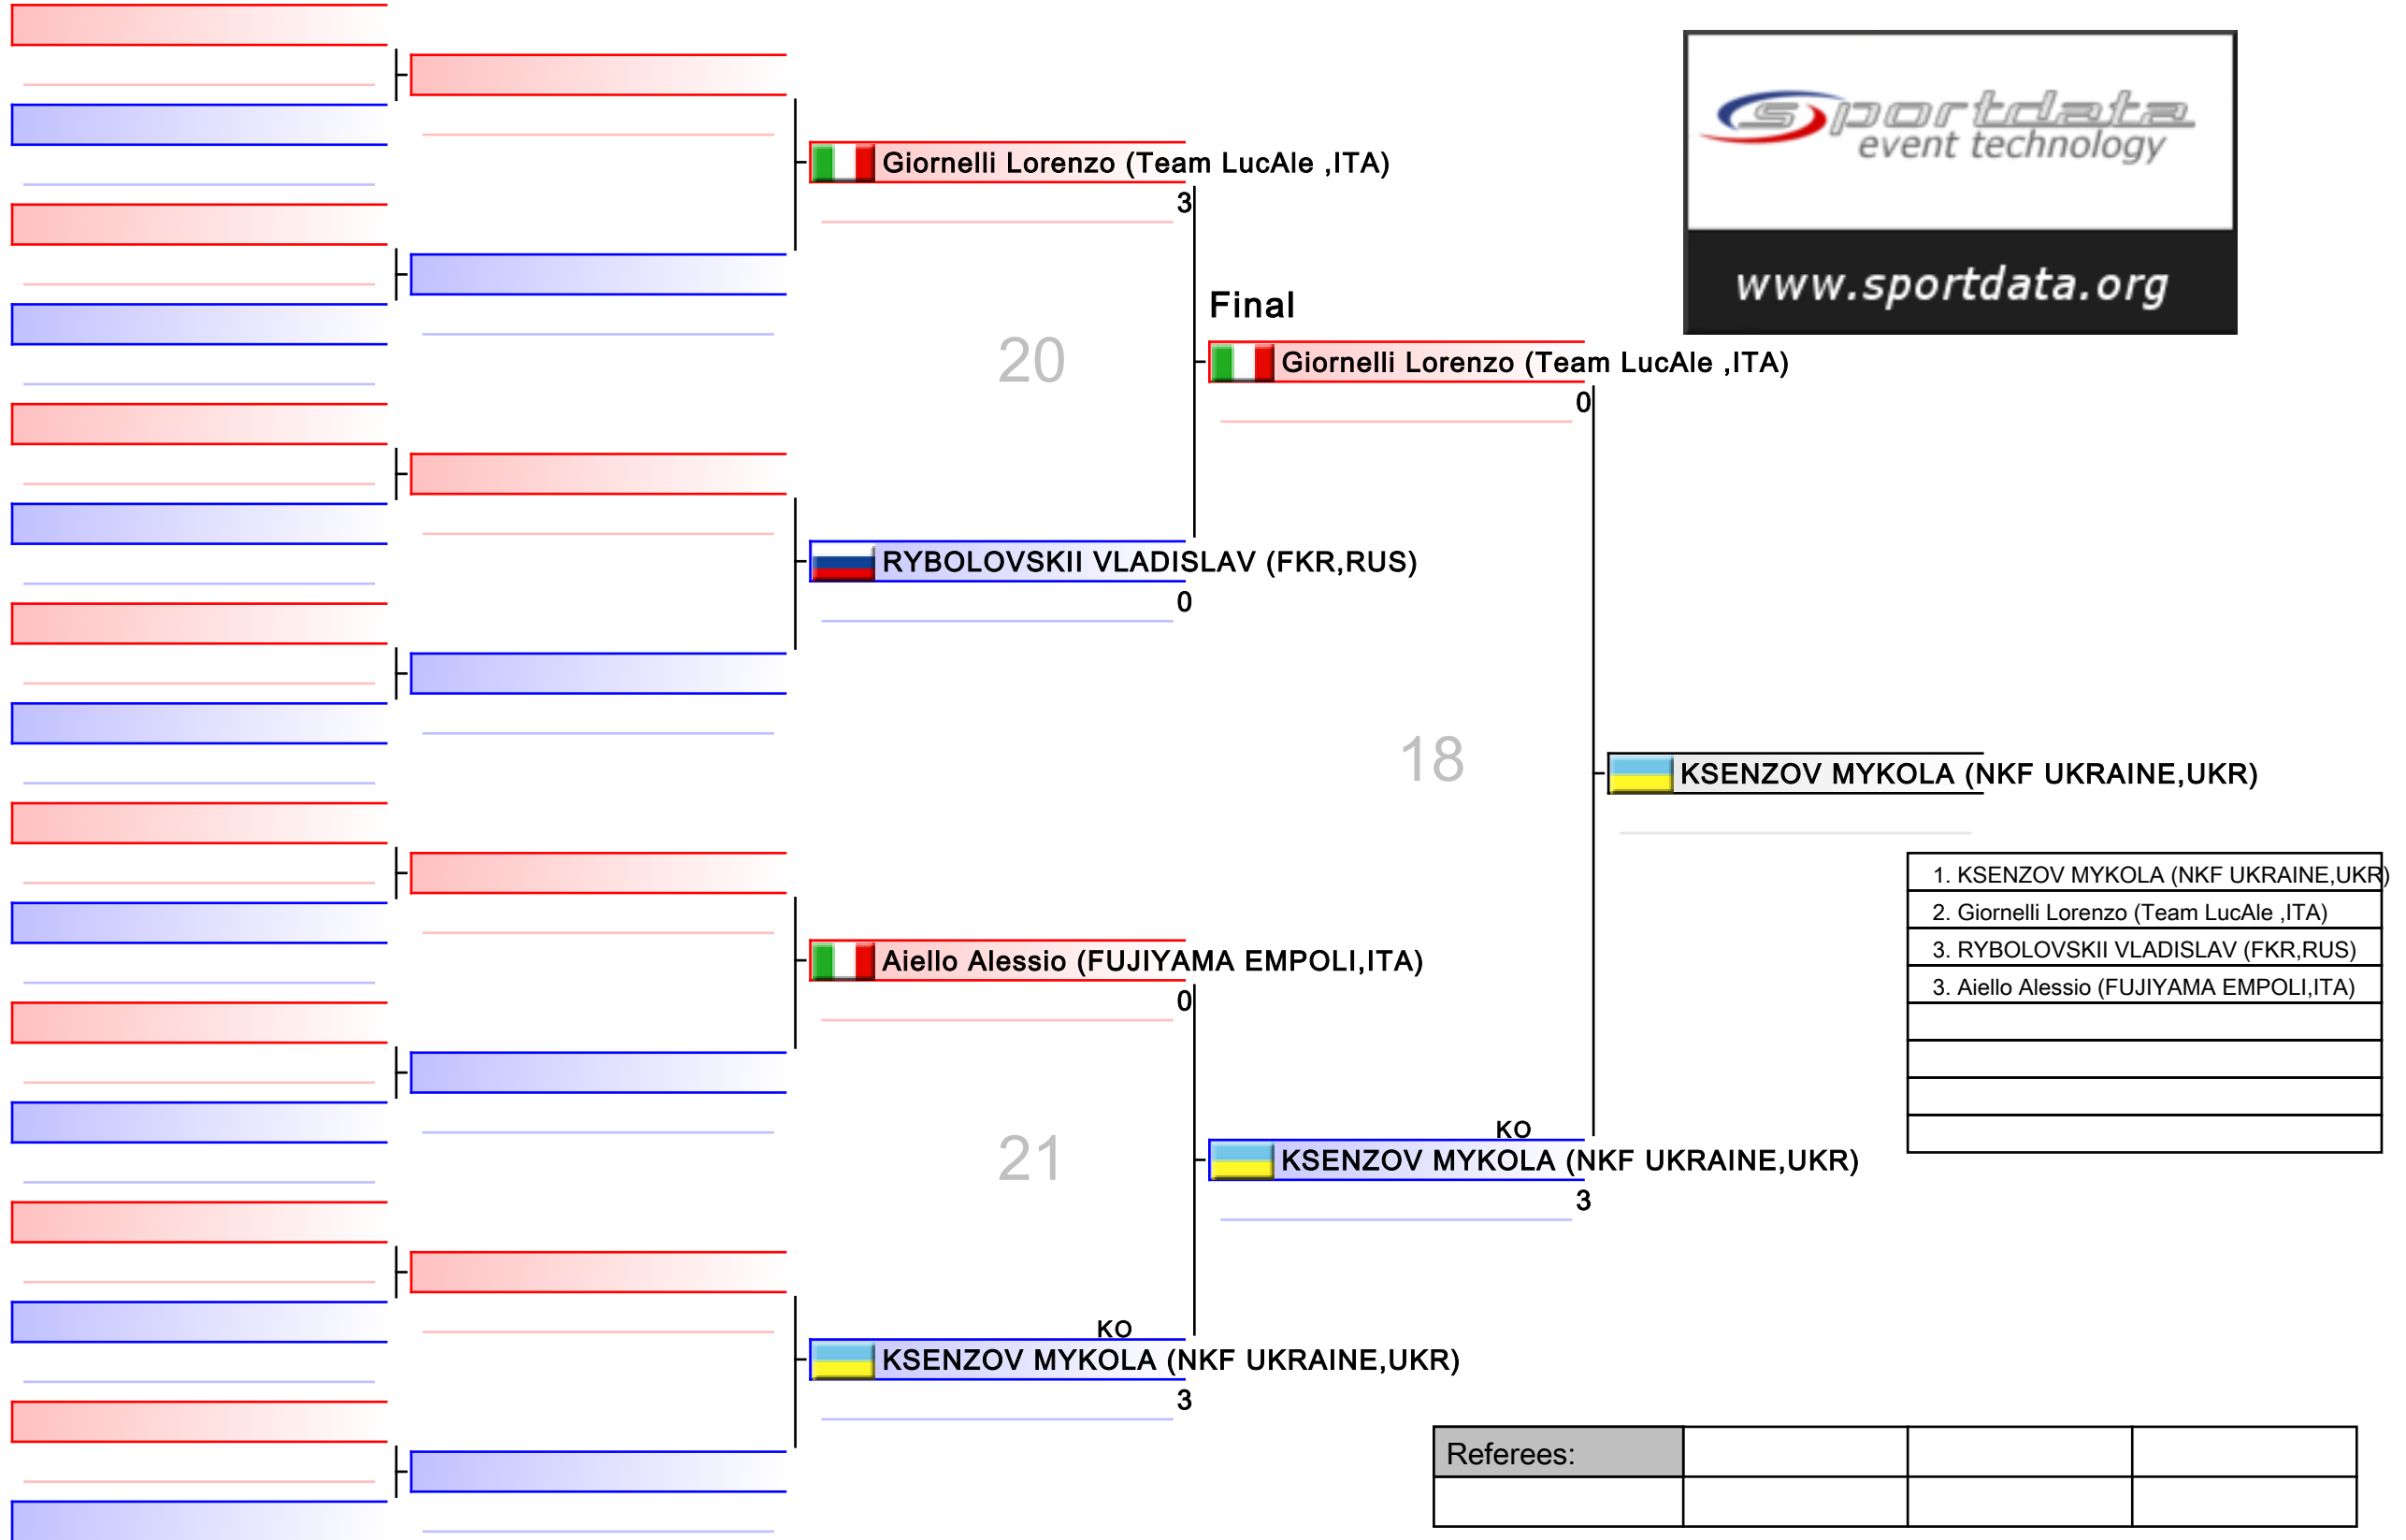 sportdata
event technology
www.sportdata.org
Giornelli Lorenzo (Team LucAle ,ITA)
3
Final
20
Giornelli Lorenzo (Team LucAle ,ITA)
0
RYBOLOVSKII VLADISLAV (FKR,RUS)
0
18
KSENZOV MYKOLA (NKF UKRAINE,UKR)
1. KSENZOV MYKOLA (NKF UKRAINE,UKR)
2. Giornelli Lorenzo (Team LucAle ,ITA)
3. RYBOLOVSKII VLADISLAV (FKR,RUS)
3. Aiello Alessio (FUJIYAMA EMPOLI,ITA)
Aiello Alessio (FUJIYAMA EMPOLI,ITA)
0
21
KO
KSENZOV MYKOLA (NKF UKRAINE,UKR)
3
KO
KSENZOV MYKOLA (NKF UKRAINE,UKR)
3
Referees: